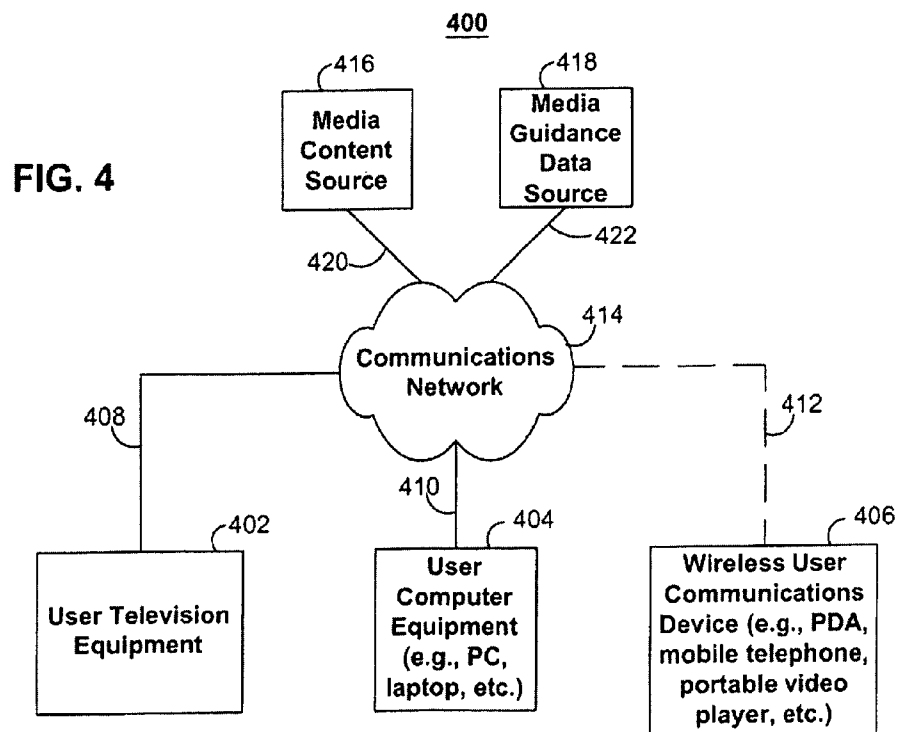 400
416
418
Media
Content
Source
Media
Guidance
Data
Source
FIG. 4
420
422
414
Communications
Network
408
412
410
402
404
406
User Television
Equipment
User
Computer
Equipment
(e.g., PC,
laptop, etc.)
Wireless User
Communications
Device (e.g., PDA,
mobile telephone,
portable video
player, etc.)